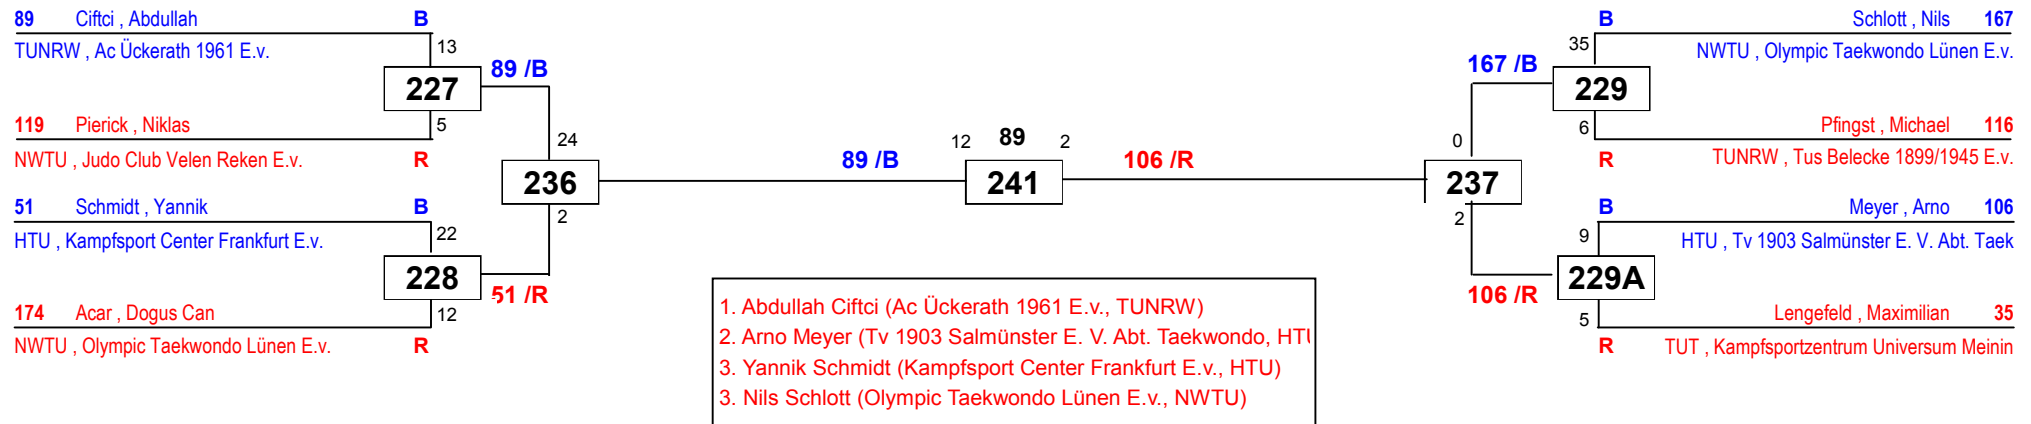 89 Ciftci , Abdullah B
TUNRW , Ac Ückerath 1961 E.v.
13
227
89 /B
5
119 Pierick , Niklas
NWTU , Judo Club Velen Reken E.v. R
24
236
2
51 Schmidt , Yannik B
HTU , Kampfsport Center Frankfurt E.v.
22
228
51 /R
12
174 Acar , Dogus Can
NWTU , Olympic Taekwondo Lünen E.v. R
89 /B
12 89 2
241
106 /R
B Schlott , Nils 167
NWTU , Olympic Taekwondo Lünen E.v.
35
167 /B
229
6
Pfingst , Michael 116
R TUNRW , Tus Belecke 1899/1945 E.v.
0
237
2
B Meyer , Arno 106
HTU , Tv 1903 Salmünster E. V. Abt. Taek
9
229A
106 /R
5
Lengefeld , Maximilian 35
R TUT , Kampfsportzentrum Universum Meinin
1. Abdullah Ciftci (Ac Ückerath 1961 E.v., TUNRW)
2. Arno Meyer (Tv 1903 Salmünster E. V. Abt. Taekwondo, HTU
3. Yannik Schmidt (Kampfsport Center Frankfurt E.v., HTU)
3. Nils Schlott (Olympic Taekwondo Lünen E.v., NWTU)